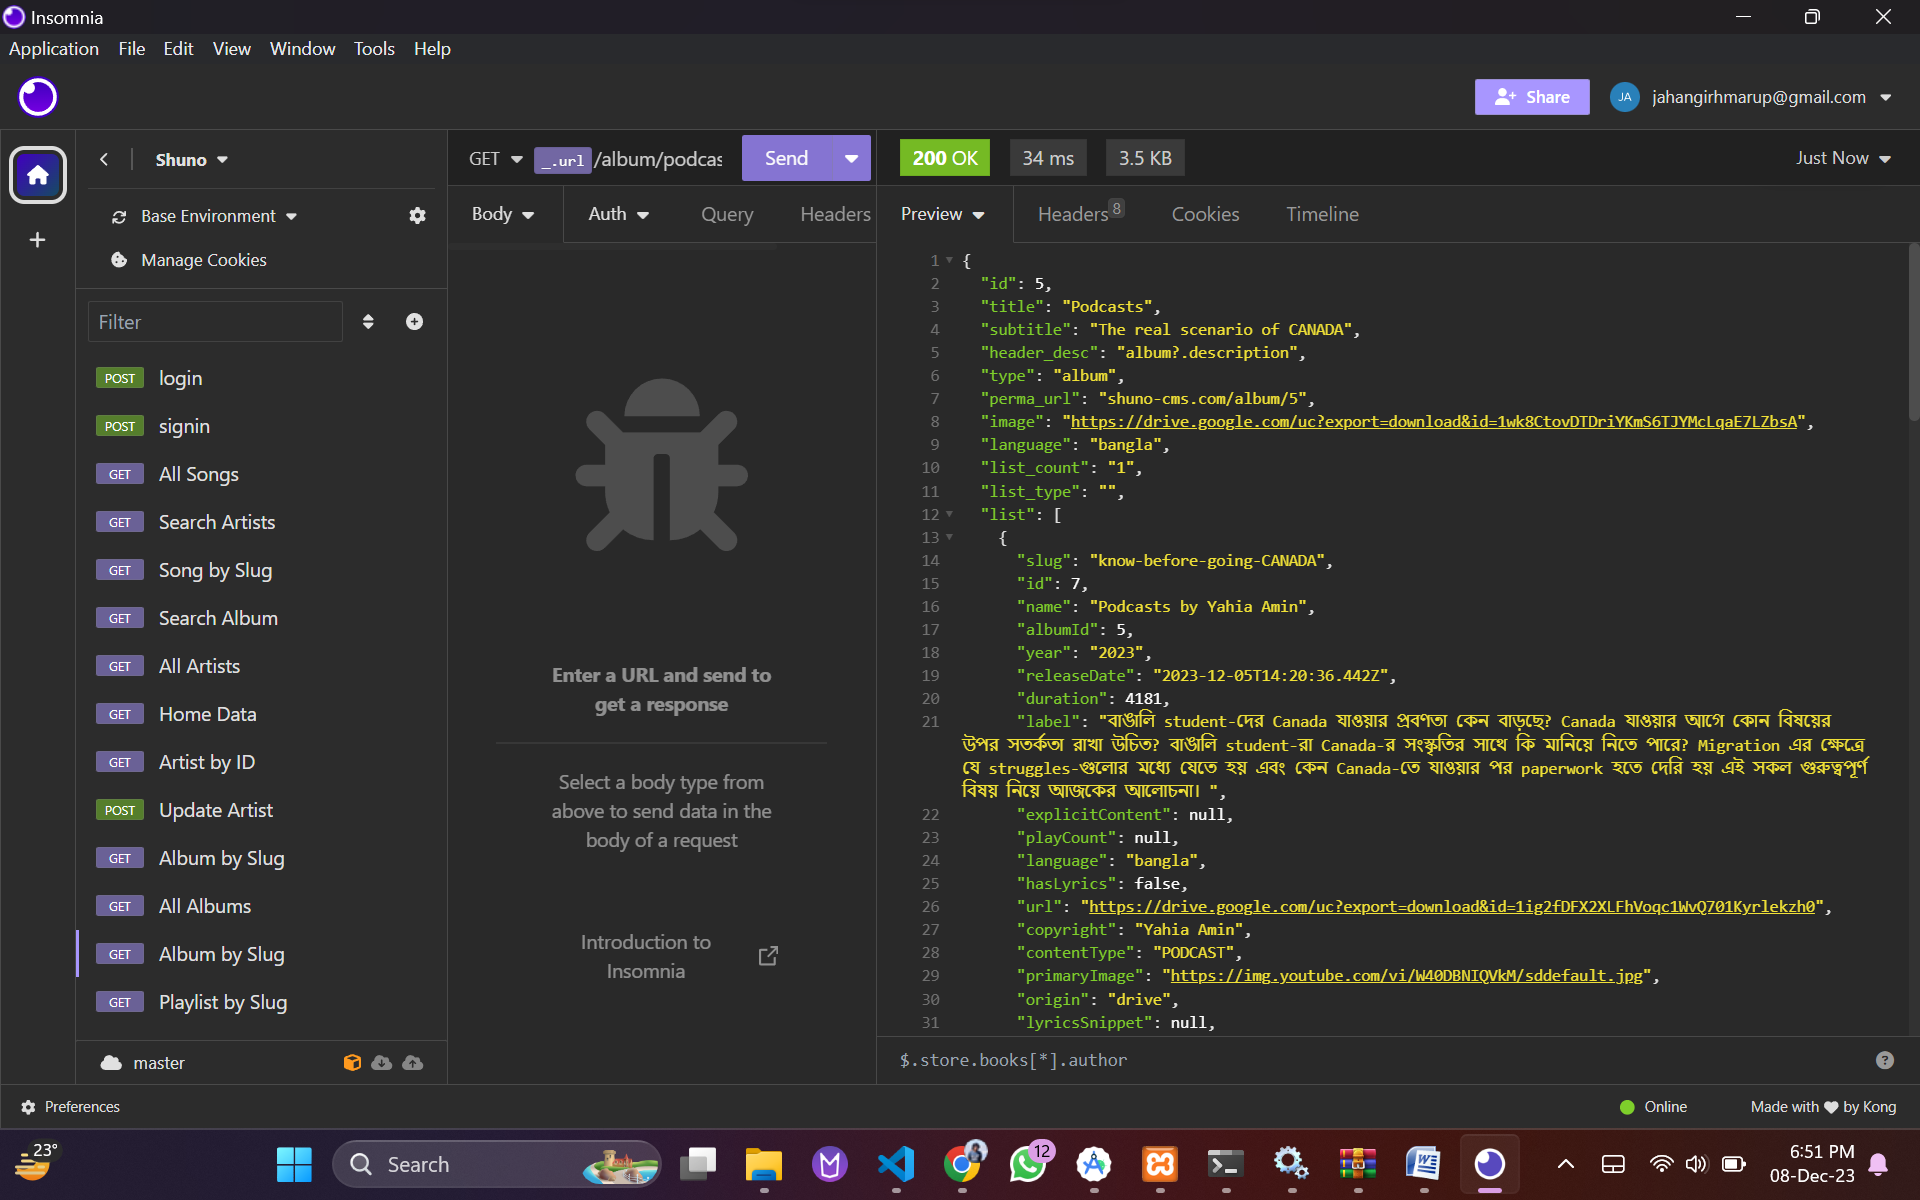 Insomnia
Application File Edit View Window Tools Help
Share
JA jahangirhmarup@gmail.com
Shuno
GET _.url /album/podcas Send
200 OK 34 ms 3.5 KB Just Now
Base Environment
Manage Cookies
Body Auth Query Headers
Preview Headers 8 Cookies Timeline
Filter
POST login
POST signin
GET All Songs
GET Search Artists
GET Song by Slug
GET Search Album
GET All Artists
GET Home Data
GET Artist by ID
POST Update Artist
GET Album by Slug
GET All Albums
GET Album by Slug
GET Playlist by Slug
master
Enter a URL and send to
get a response
Select a body type from
above to send data in the
body of a request
Introduction to
Insomnia
1 {
2 "id": 5,
3 "title": "Podcasts",
4 "subtitle": "The real scenario of CANADA",
5 "header_desc": "album?.description",
6 "type": "album",
7 "perma_url": "shuno-cms.com/album/5",
8 "image": "https://drive.google.com/uc?export=download&id=1wk8CtovDTDriYKmS6TJYMcLqaE7LZbsA",
9 "language": "bangla",
10 "list_count": "1",
11 "list_type": "",
12 "list": [
13 {
14 "slug": "know-before-going-CANADA",
15 "id": 7,
16 "name": "Podcasts by Yahia Amin",
17 "albumId": 5,
18 "year": "2023",
19 "releaseDate": "2023-12-05T14:20:36.442Z",
20 "duration": 4181,
21 "label": "বাঙালি student-দের Canada যাওয়ার প্রবণতা কেন বাড়ছে? Canada যাওয়ার আগে কোন বিষয়ের
উপর সতর্কতা রাখা উচিত? বাঙালি student-রা Canada-র সংস্কৃতির সাথে কি মানিয়ে নিতে পারে? Migration এর ক্ষেত্রে
যে struggles-গুলোর মধ্যে যেতে হয় এবং কেন Canada-তে যাওয়ার পর paperwork হতে দেরি হয় এই সকল গুরুত্বপূর্ণ
বিষয় নিয়ে আজকের আলোচনা। ",
22 "explicitContent": null,
23 "playCount": null,
24 "language": "bangla",
25 "hasLyrics": false,
26 "url": "https://drive.google.com/uc?export=download&id=1ig2fDFX2XLFhVoqc1WvQ701Kyrlekzh0",
27 "copyright": "Yahia Amin",
28 "contentType": "PODCAST",
29 "primaryImage": "https://img.youtube.com/vi/W40DBNIQVkM/sddefault.jpg",
30 "origin": "drive",
31 "lyricsSnippet": null,
$.store.books[*].author
Preferences
Online Made with by Kong
23°
Search
12
6:51 PM
08-Dec-23